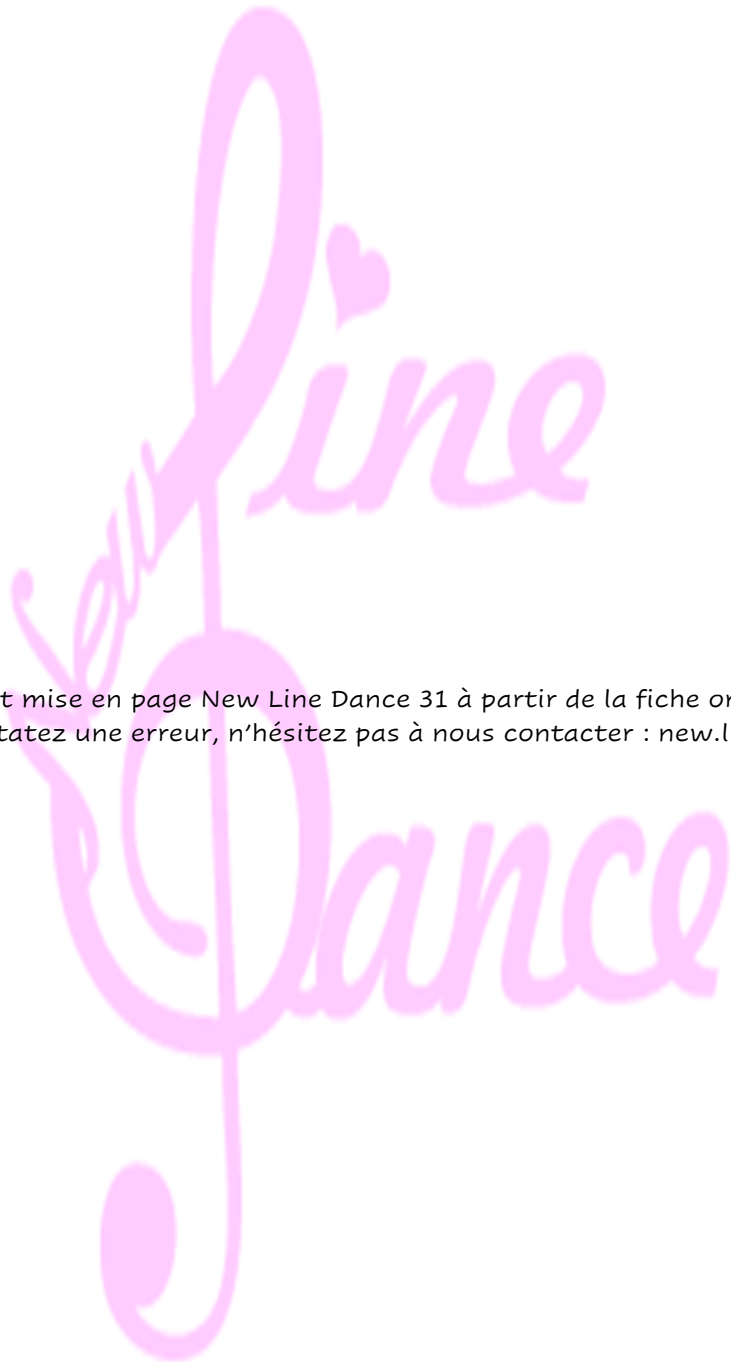 New
Line
Dance
t mise en page New Line Dance 31 à partir de la fiche or
tatez une erreur, n’hésitez pas à nous contacter : new.l